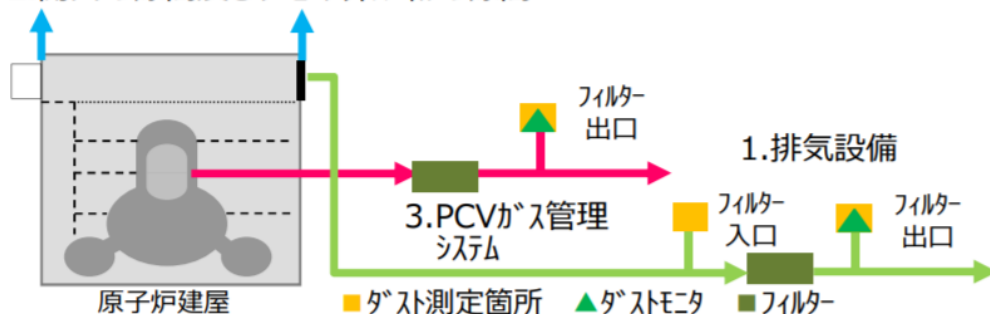 フィルター
出口
1.排気設備
3.PCVガス管理
システム
フィルター
入口
フィルター
出口
原子炉建屋
ダスト測定箇所 ダストモニタ フィルター